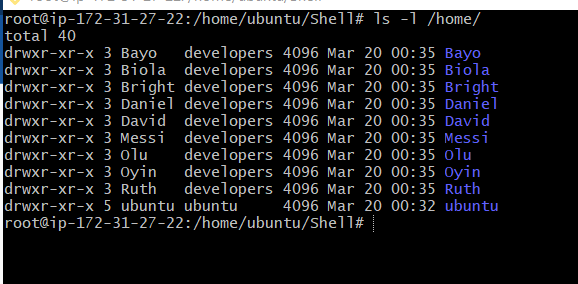 root@ip-172-31-27-22:/home/ubuntu/Shell# ls -l /home/
total 40
drwxr-xr-x 3 Bayo   developers 4096 Mar 20 00:35 Bayo
drwxr-xr-x 3 Biola  developers 4096 Mar 20 00:35 Biola
drwxr-xr-x 3 Bright developers 4096 Mar 20 00:35 Bright
drwxr-xr-x 3 Daniel developers 4096 Mar 20 00:35 Daniel
drwxr-xr-x 3 David  developers 4096 Mar 20 00:35 David
drwxr-xr-x 3 Messi  developers 4096 Mar 20 00:35 Messi
drwxr-xr-x 3 Olu    developers 4096 Mar 20 00:35 Olu
drwxr-xr-x 3 Oyin   developers 4096 Mar 20 00:35 Oyin
drwxr-xr-x 3 Ruth   developers 4096 Mar 20 00:35 Ruth
drwxr-xr-x 5 ubuntu ubuntu     4096 Mar 20 00:32 ubuntu
root@ip-172-31-27-22:/home/ubuntu/Shell#